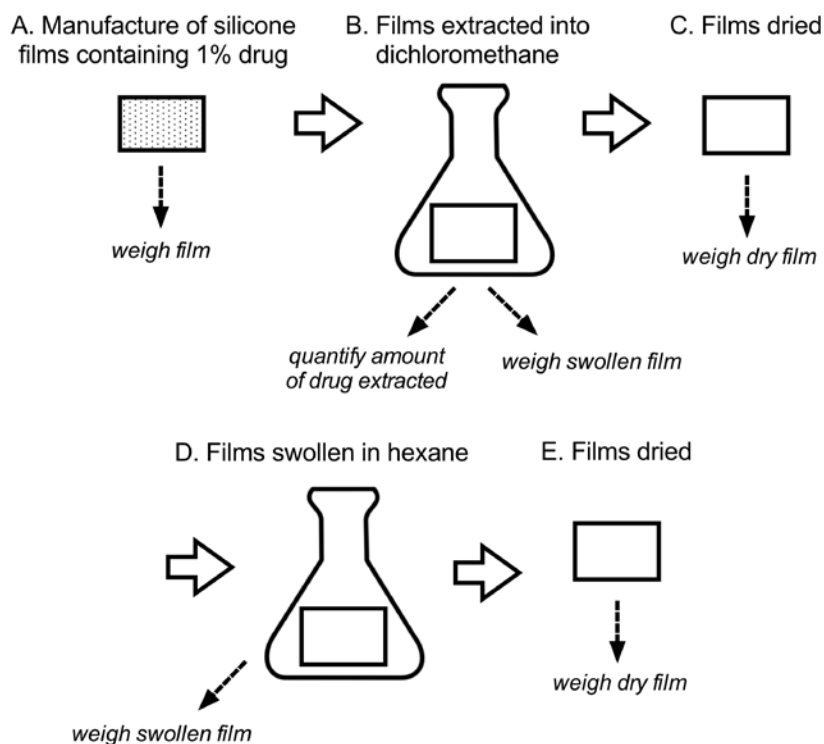 A. Manufacture of silicone
films containing 1% drug
B. Films extracted into
dichloromethane
C. Films dried
weigh film
weigh dry film
quantify amount
of drug extracted
weigh swollen film
D. Films swollen in hexane
E. Films dried
weigh dry film
weigh swollen film